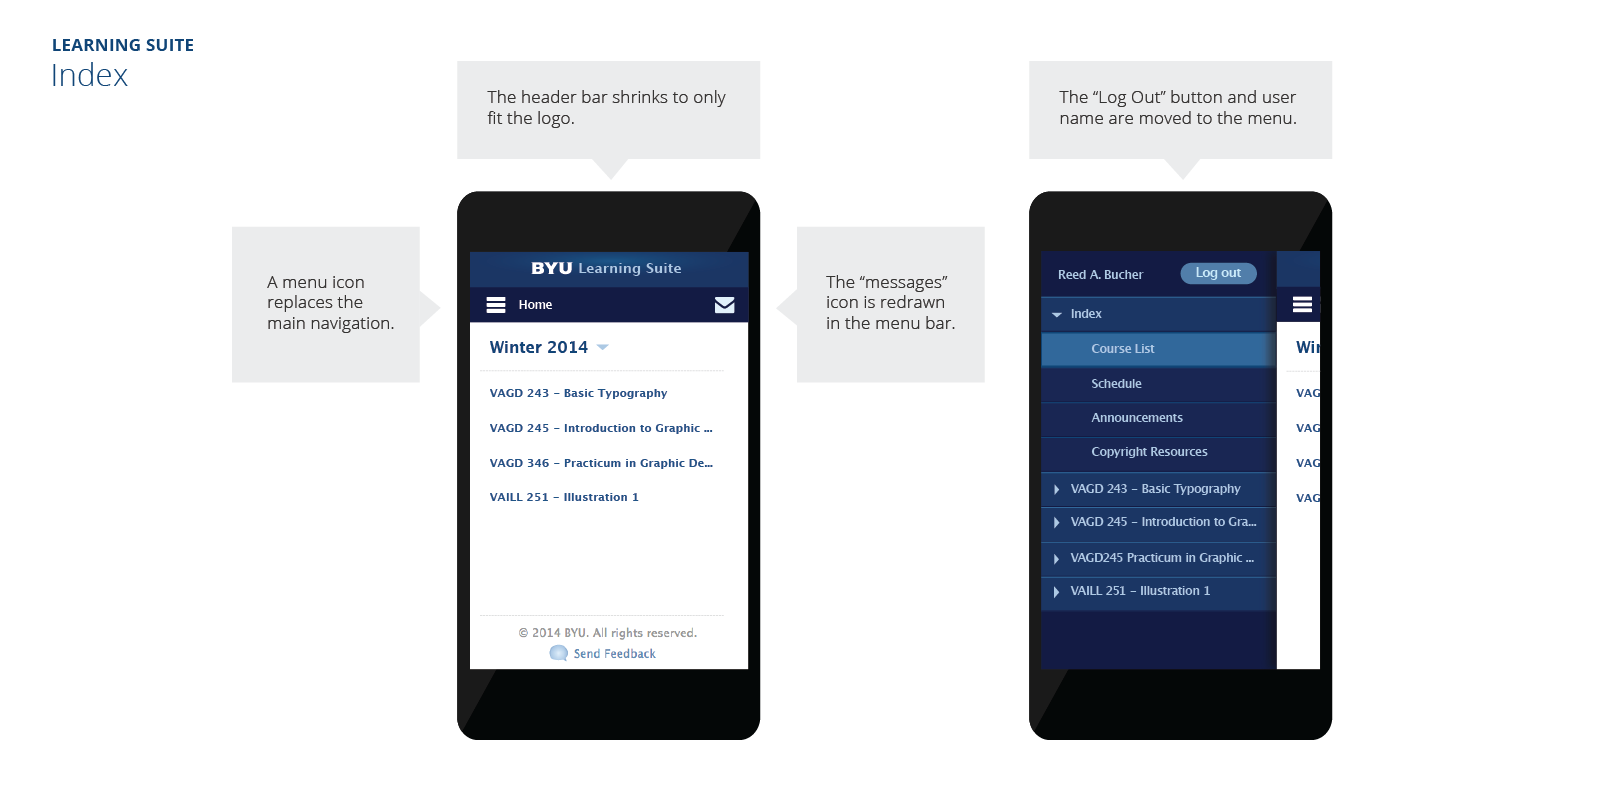 LEARNING SUITE
Index
The header bar shrinks to only
fit the logo.
The “Log Out” button and user
name are moved to the menu.
A menu icon
replaces the
main navigation.
The “messages”
icon is redrawn
in the menu bar.
BYU Learning Suite
Home
Winter 2014
VAGD 243 – Basic Typography
VAGD 245 – Introduction to Graphic ...
VAGD 346 – Practicum in Graphic De...
VAILL 251 – Illustration 1
© 2014 BYU. All rights reserved.
Send Feedback
Reed A. Bucher
Log out
Index
Course List
Schedule
Announcements
Copyright Resources
VAGD 243 – Basic Typography
VAGD 245 – Introduction to Gra...
VAGD245 Practicum in Graphic ...
VAILL 251 – Illustration 1
Wir
VAG
VAG
VAG
VAG